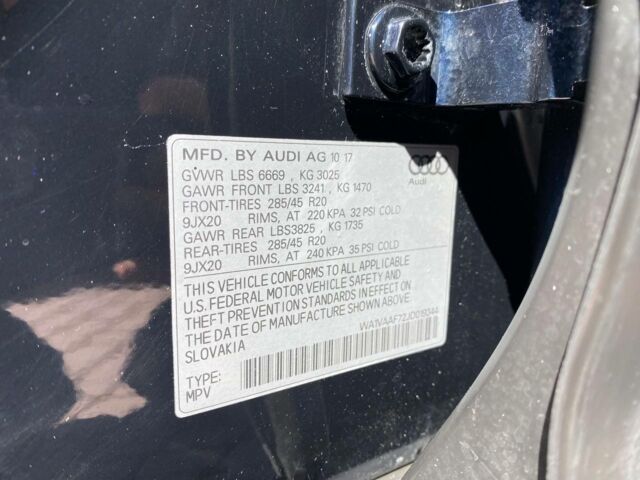 MFD. BY AUDI AG 10 17
GVWR LBS 6669 , KG 3025
GAWR FRONT LBS 3241 , KG 1470
FRONT-TIRES 285/45 R20
9JX20 RIMS, AT 220 KPA 32 PSI COLD
GAWR REAR LBS3825 , KG 1735
REAR-TIRES 285/45 R20
9JX20 RIMS, AT 240 KPA 35 PSI COLD
Audi
THIS VEHICLE CONFORMS TO ALL APPLICABLE
U.S. FEDERAL MOTOR VEHICLE SAFETY AND
THEFT PREVENTION STANDARDS IN EFFECT ON
THE DATE OF MANUFACTURE SHOWN ABOVE.
SLOVAKIA
WA1VAAF72JD019344
TYPE:
MPV